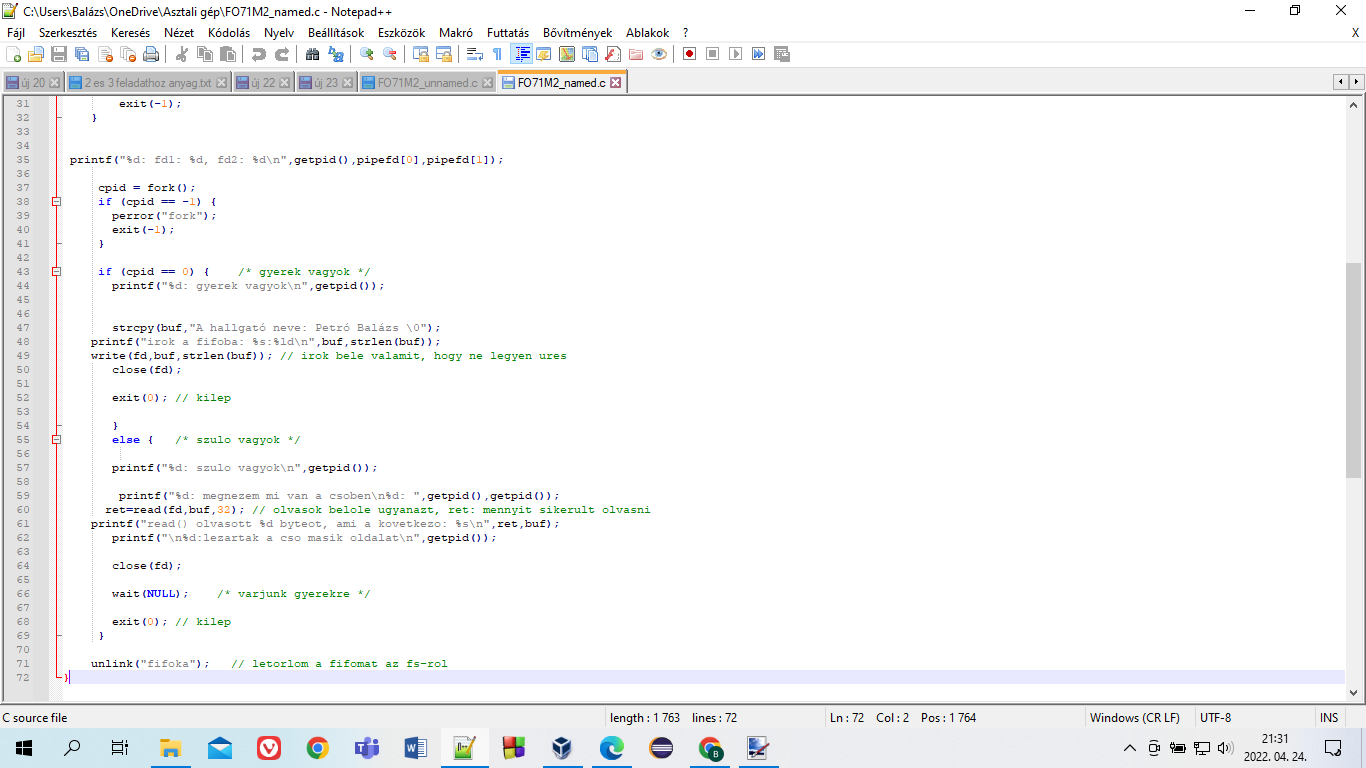 C:\Users\Balázs\OneDrive\Asztali gép\FO71M2_named.c - Notepad++
Fájl Szerkesztés Keresés Nézet Kódolás Nyelv Beállítások Eszközök Makró Futtatás Bővítmények Ablakok ?
X
új 20 2 es 3 feladathoz anyag.txt új 22 új 23 FO71M2_unnamed.c FO71M2_named.c
31 exit(-1);
32 }
33
34
35 printf("%d: fd1: %d, fd2: %d\n",getpid(),pipefd[0],pipefd[1]);
36
37 cpid = fork();
38 if (cpid == -1) {
39 perror("fork");
40 exit(-1);
41 }
42
43 if (cpid == 0) { /* gyerek vagyok */
44 printf("%d: gyerek vagyok\n",getpid());
45
46
47 strcpy(buf,"A hallgató neve: Petró Balázs \0");
48 printf("irok a fifoba: %s:%ld\n",buf,strlen(buf));
49 write(fd,buf,strlen(buf)); // irok bele valamit, hogy ne legyen ures
50 close(fd);
51
52 exit(0); // kilep
53
54 }
55 else { /* szulo vagyok */
56
57 printf("%d: szulo vagyok\n",getpid());
58
59 printf("%d: megnezem mi van a csoben\n%d: ",getpid(),getpid());
60 ret=read(fd,buf,32); // olvasok belole ugyanazt, ret: mennyit sikerult olvasni
61 printf("read() olvasott %d byteot, ami a kovetkezo: %s\n",ret,buf);
62 printf("\n%d:lezartak a cso masik oldalat\n",getpid());
63
64 close(fd);
65
66 wait(NULL); /* varjunk gyerekre */
67
68 exit(0); // kilep
69 }
70
71 unlink("fifoka"); // letorlom a fifomat az fs-rol
72 }
C source file length : 1 763 lines : 72 Ln : 72 Col : 2 Pos : 1 764 Windows (CR LF) UTF-8 INS
21:31
2022. 04. 24.